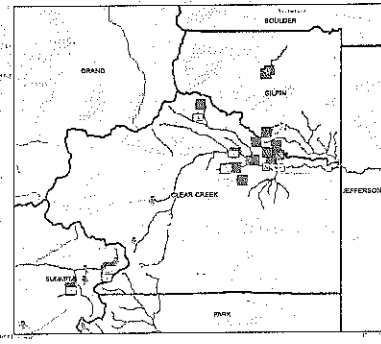 BOULDER
GRAND
GILPIN
CLEAR CREEK
JEFFERSON
SUMMIT
PARK